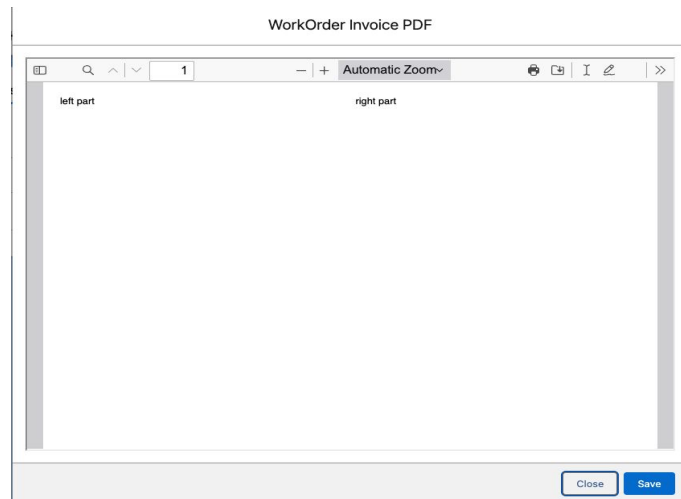 WorkOrder Invoice PDF
1 Automatic Zoom
left part right part
Close Save